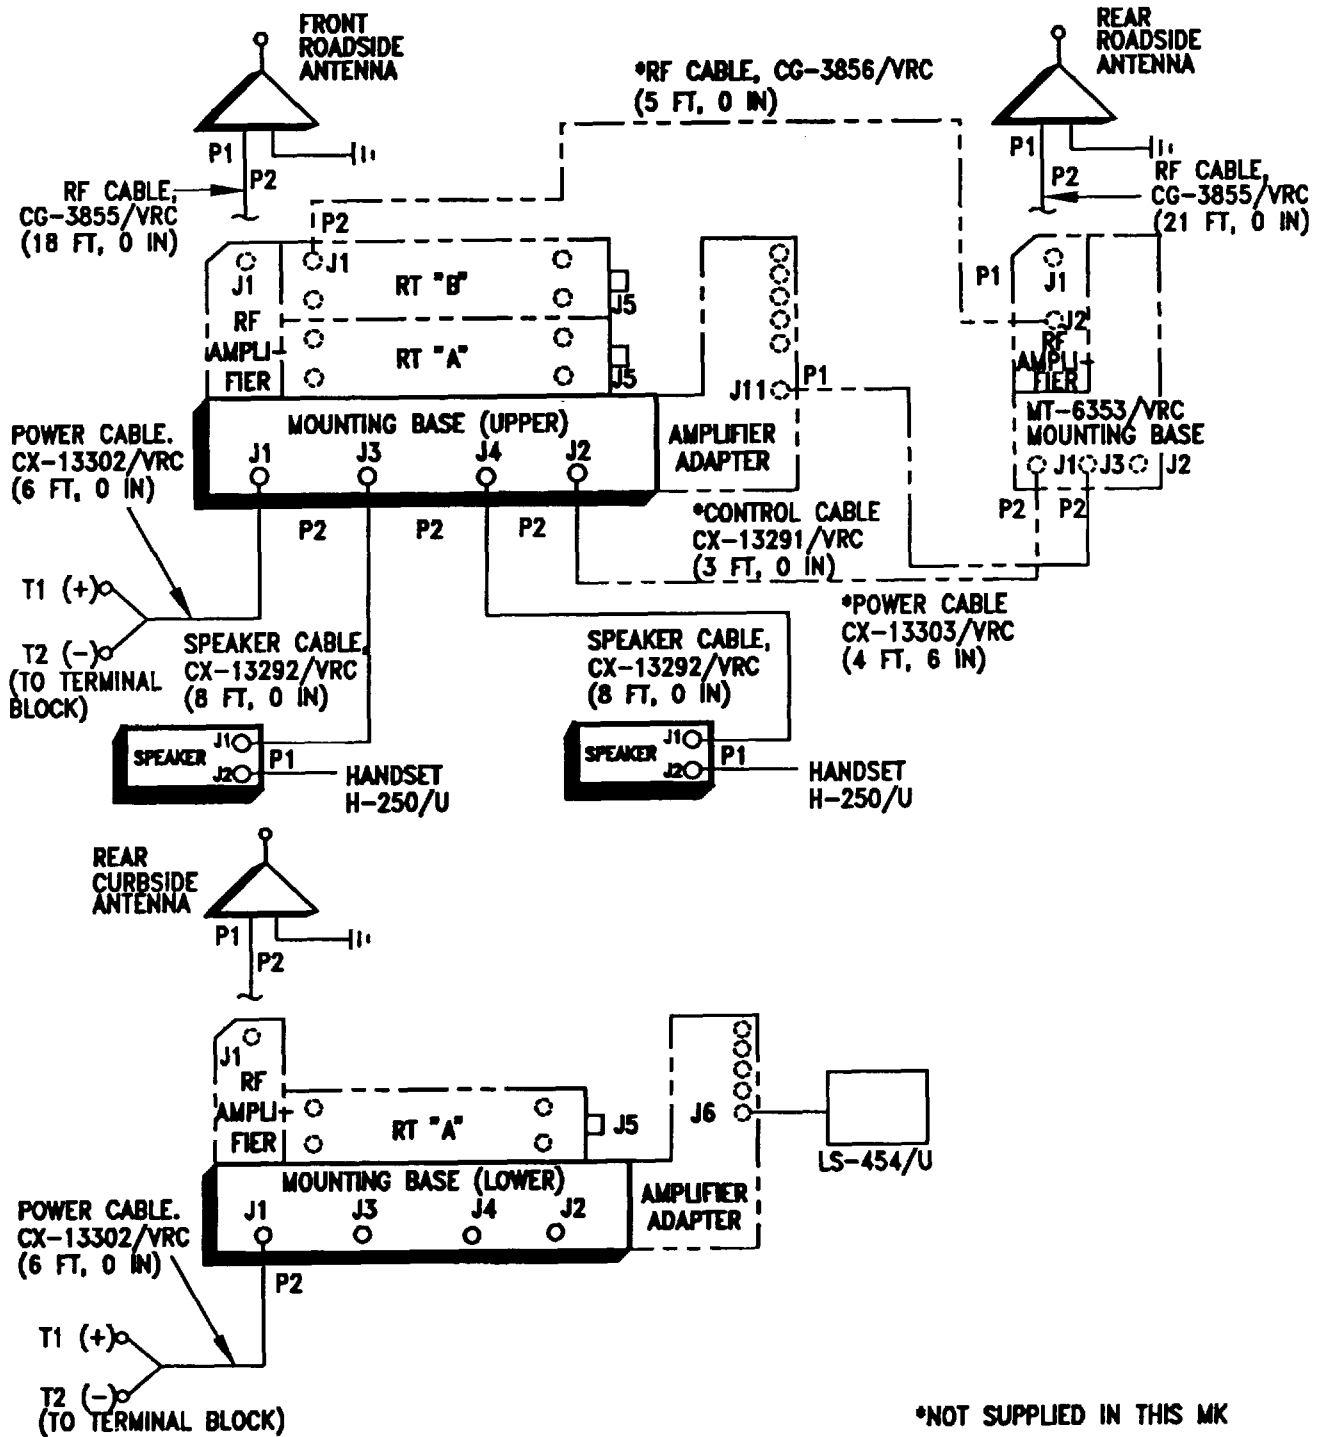 FRONT
ROADSIDE
ANTENNA
REAR
ROADSIDE
ANTENNA
*RF CABLE, CG-3856/VRC
(5 FT, 0 IN)
P1
P2
RF CABLE,
CG-3855/VRC
(18 FT, 0 IN)
P1
P2
RF CABLE,
CG-3855/VRC
(21 FT, 0 IN)
P2
J1
J1
RT "B"
J5
RF
AMPLI-
FIER
RT "A"
J5
J11
P1
P1
J1
J2
RF
AMPLI-
FIER
MT-6353/VRC
MOUNTING BASE
J1
J3
J2
P2
P2
MOUNTING BASE (UPPER)
J1
J3
J4
J2
AMPLIFIER
ADAPTER
POWER CABLE.
CX-13302/VRC
(6 FT, 0 IN)
P2
P2
P2
*CONTROL CABLE
CX-13291/VRC
(3 FT, 0 IN)
T1 (+)
T2 (-)
(TO TERMINAL
BLOCK)
SPEAKER CABLE,
CX-13292/VRC
(8 FT, 0 IN)
SPEAKER CABLE,
CX-13292/VRC
(8 FT, 0 IN)
*POWER CABLE
CX-13303/VRC
(4 FT, 6 IN)
SPEAKER
J1
J2
P1
HANDSET
H-250/U
SPEAKER
J1
J2
P1
HANDSET
H-250/U
REAR
CURBSIDE
ANTENNA
P1
P2
J1
RF
AMPLI-
FIER
RT "A"
J5
J6
LS-454/U
MOUNTING BASE (LOWER)
J1
J3
J4
J2
AMPLIFIER
ADAPTER
POWER CABLE.
CX-13302/VRC
(6 FT, 0 IN)
P2
T1 (+)
T2 (-)
(TO TERMINAL BLOCK)
*NOT SUPPLIED IN THIS MK